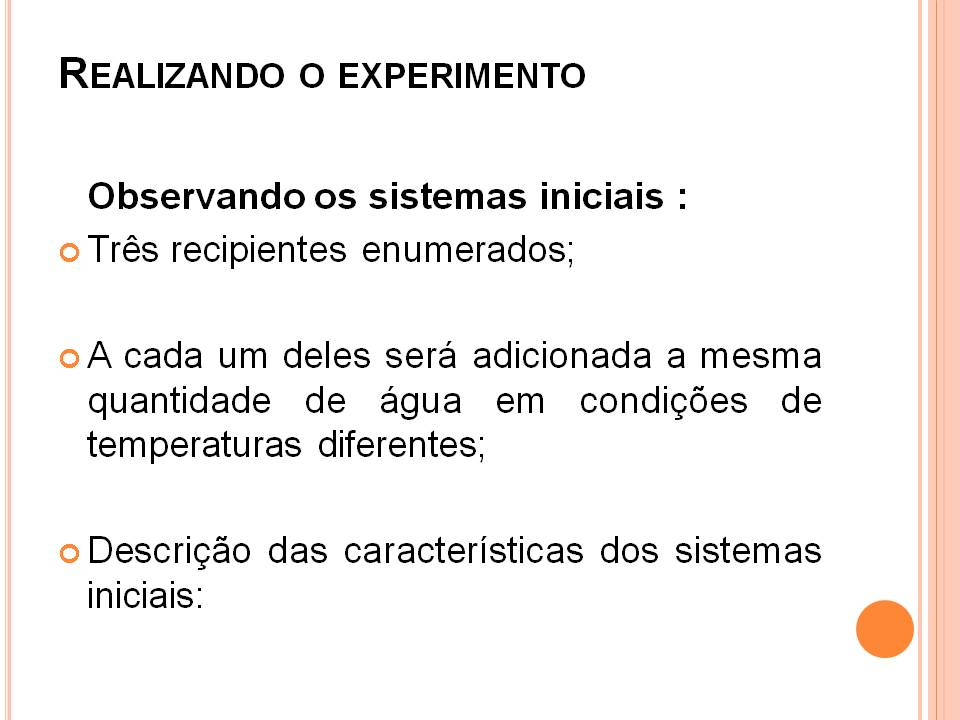 REALIZANDO O EXPERIMENTO
Observando os sistemas iniciais :
Três recipientes enumerados;
A cada um deles será adicionada a mesma
quantidade de água em condições de
temperaturas diferentes;
Descrição das características dos sistemas
iniciais: